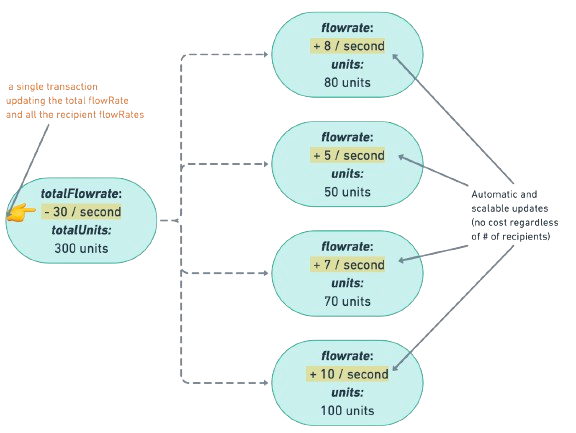 a single transaction
updating the total flowRate
and all the recipient flowRates
totalFlowrate:
- 30 / second
totalUnits:
300 units
flowrate:
+ 8 / second
units:
80 units
flowrate:
+ 5 / second
units:
50 units
flowrate:
+ 7 / second
units:
70 units
flowrate:
+ 10 / second
units:
100 units
Automatic and
scalable updates
(no cost regardless
of # of recipients)